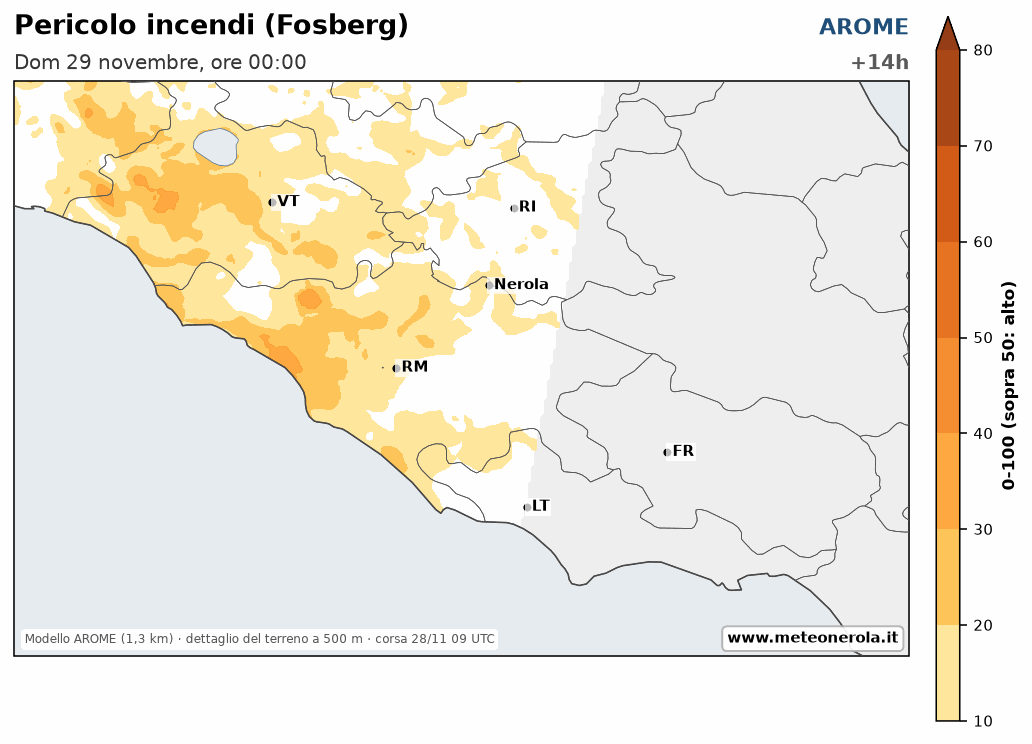 Pericolo incendi (Fosberg)
AROME
Dom 29 novembre, ore 00:00
+14h
80
70
60
50
40
30
20
10
0-100 (sopra 50: alto)
VT
RI
Nerola
RM
FR
LT
Modello AROME (1,3 km) · dettaglio del terreno a 500 m · corsa 28/11 09 UTC
www.meteonerola.it